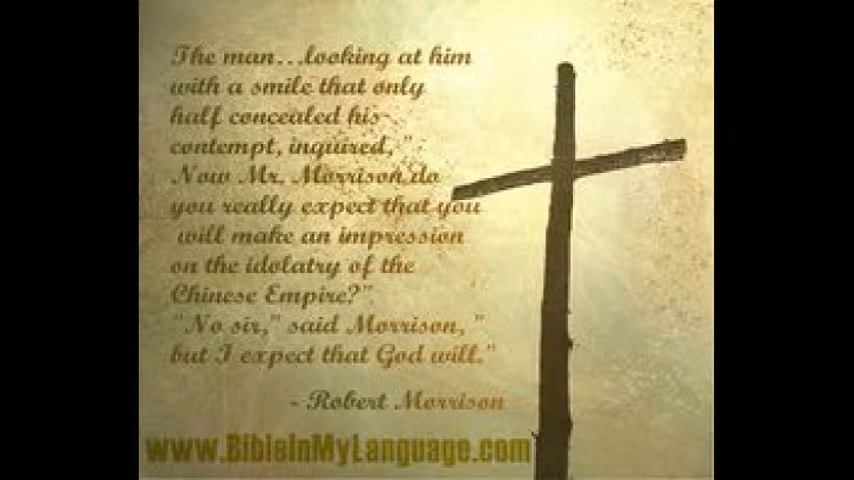 The man...looking at him
with a smile that only
half concealed his
contempt, inquired, "
Now Mr. Morrison do
you really expect that you
will make an impression
on the idolatry of the
Chinese Empire?"
"No sir," said Morrison, "
but I expect that God will."
~ Robert Morrison
www.BibleInMyLanguage.com